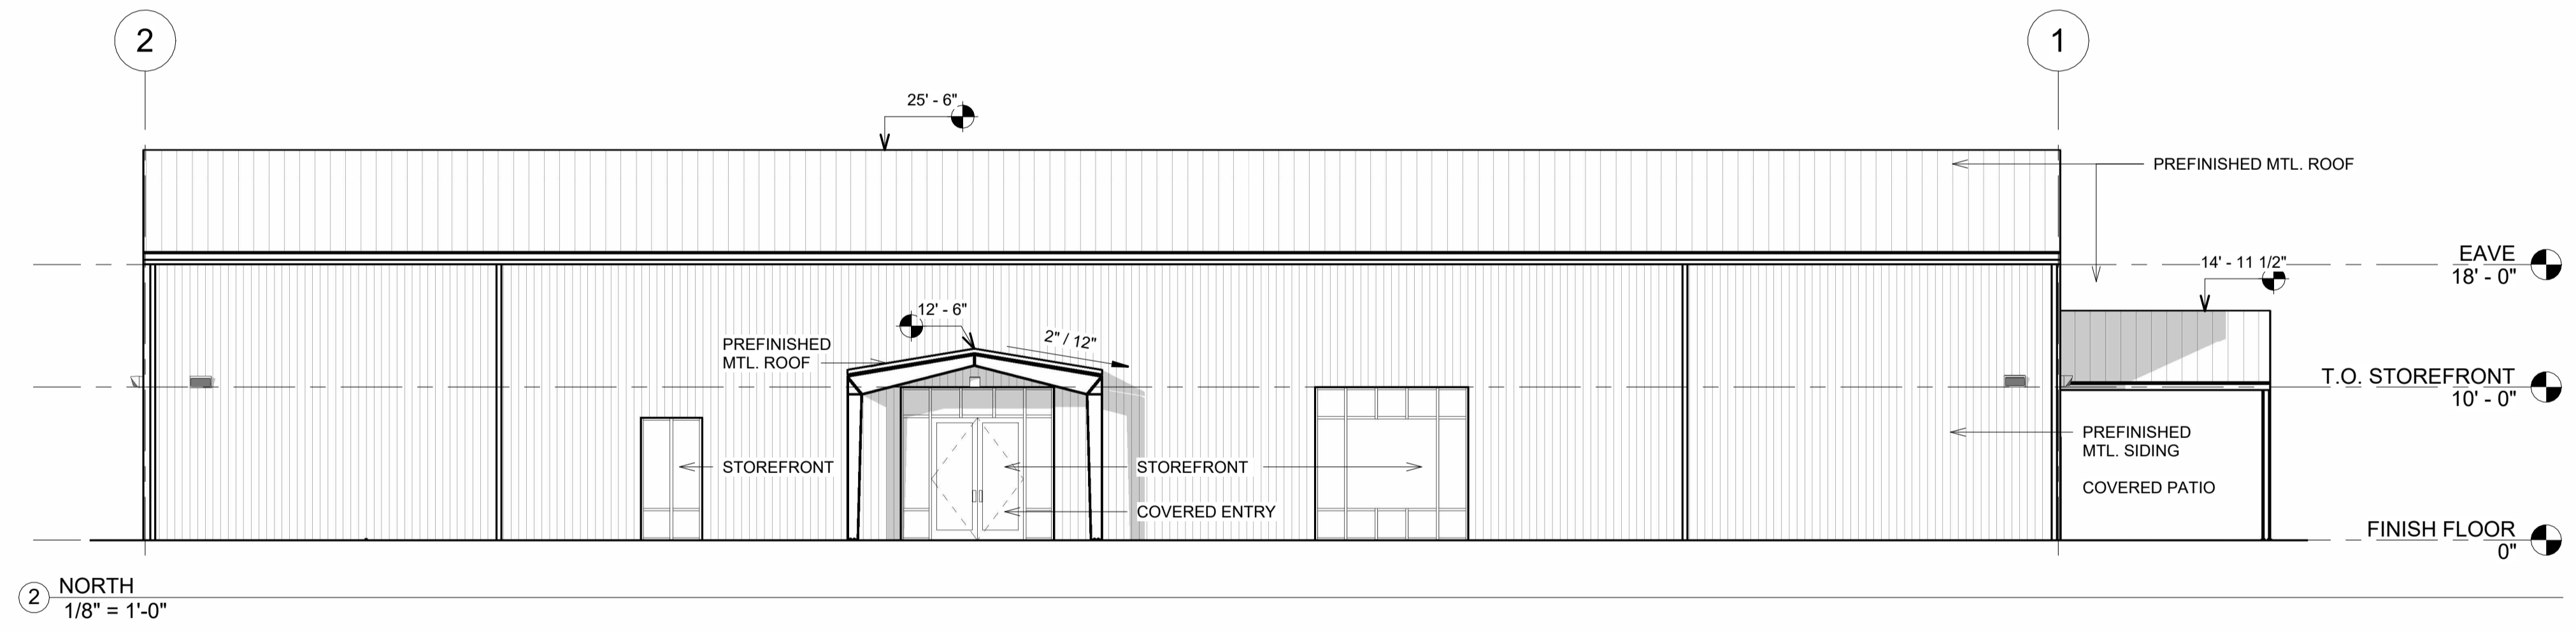 2
1
25' - 6"
PREFINISHED MTL. ROOF
EAVE
18' - 0"
14' - 11 1/2"
12' - 6"
2" / 12"
PREFINISHED
MTL. ROOF
T.O. STOREFRONT
10' - 0"
PREFINISHED
MTL. SIDING
STOREFRONT
STOREFRONT
COVERED PATIO
COVERED ENTRY
FINISH FLOOR
0"
2
NORTH
1/8" = 1'-0"